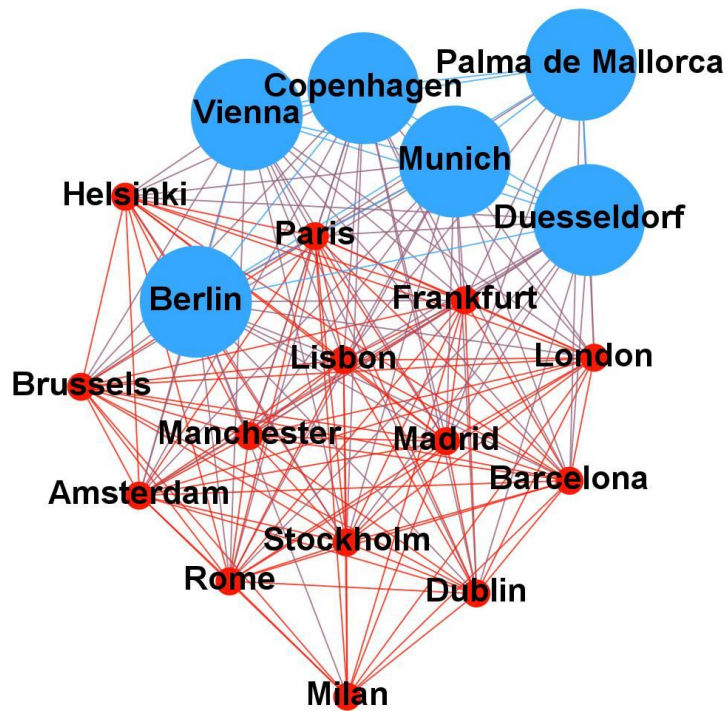 Palma de Mallorca
Copenhagen
Vienna
Munich
Helsinki
Duesseldorf
Paris
Berlin
Frankfurt
Lisbon
London
Brussels
Manchester
Madrid
Barcelona
Amsterdam
Stockholm
Rome
Dublin
Milan